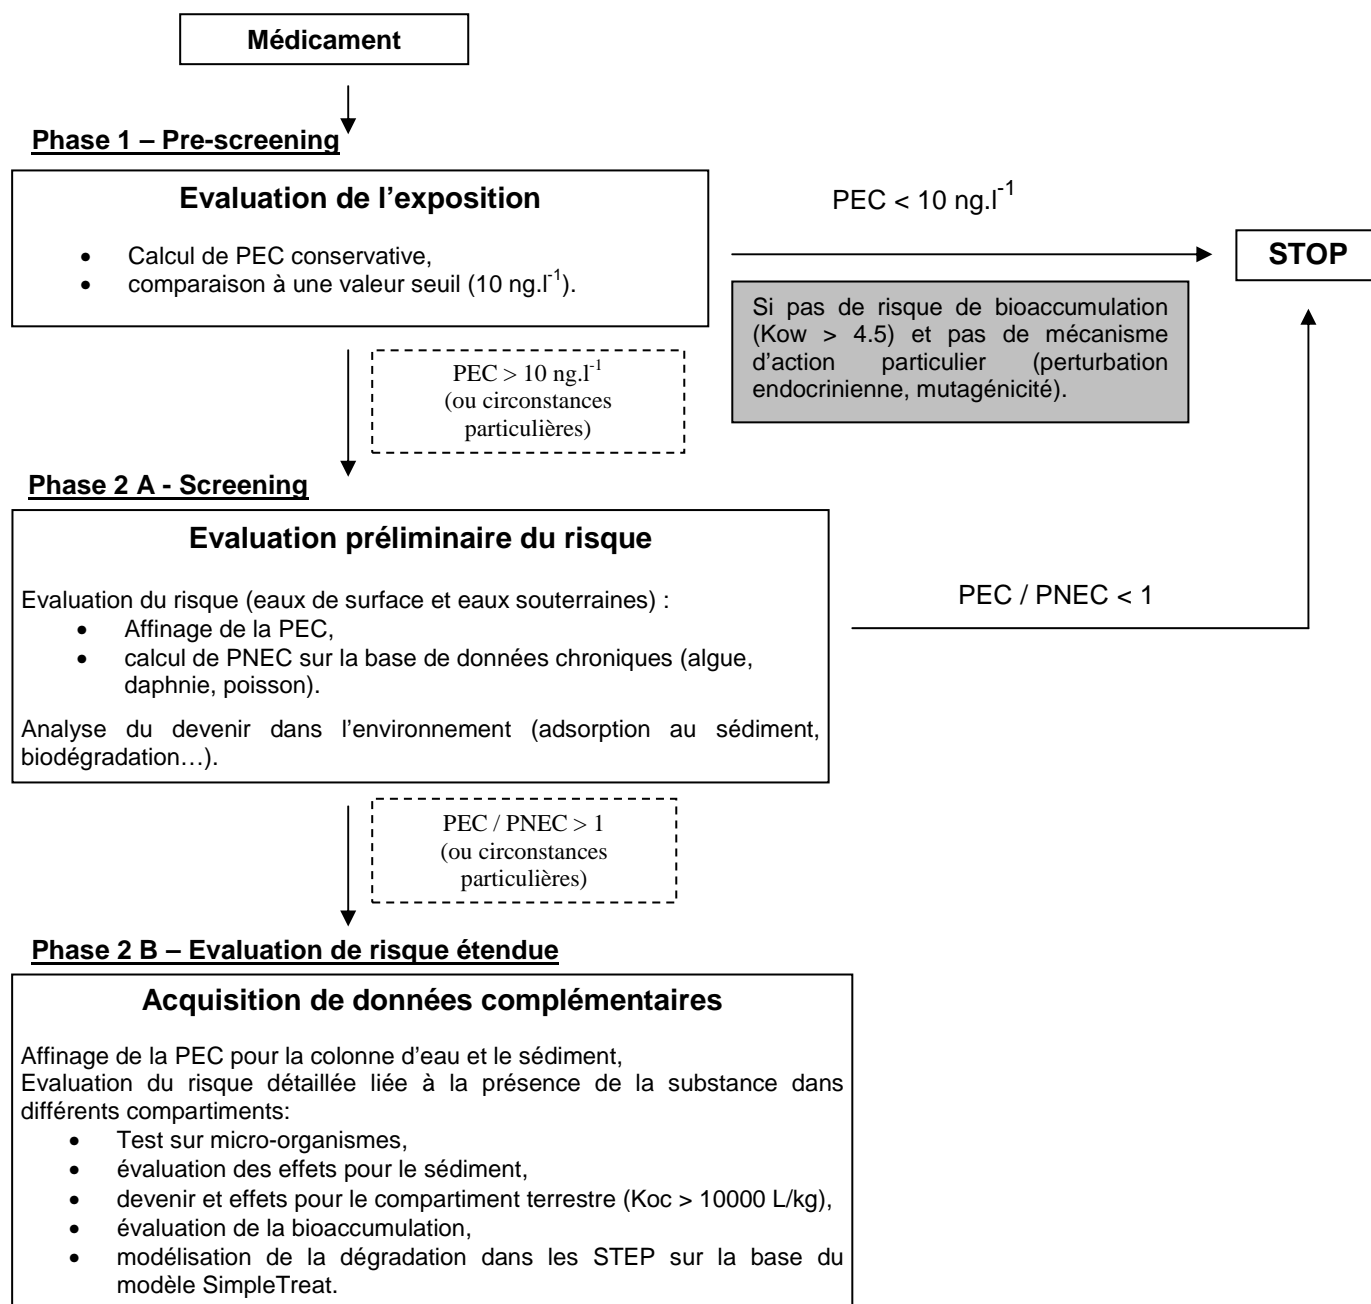 Médicament
Phase 1 – Pre-screening
Evaluation de l'exposition
• Calcul de PEC conservative,
• comparaison à une valeur seuil (10 ng.l-1).
PEC < 10 ng.l-1
STOP
Si pas de risque de bioaccumulation
(Kow > 4.5) et pas de mécanisme
d'action particulier (perturbation
endocrinienne, mutagénicité).
PEC > 10 ng.l-1
(ou circonstances
particulières)
Phase 2 A - Screening
Evaluation préliminaire du risque
Evaluation du risque (eaux de surface et eaux souterraines) :
• Affinage de la PEC,
• calcul de PNEC sur la base de données chroniques (algue,
daphnie, poisson).
Analyse du devenir dans l'environnement (adsorption au sédiment,
biodégradation…).
PEC / PNEC < 1
PEC / PNEC > 1
(ou circonstances
particulières)
Phase 2 B – Evaluation de risque étendue
Acquisition de données complémentaires
Affinage de la PEC pour la colonne d'eau et le sédiment,
Evaluation du risque détaillée liée à la présence de la substance dans
différents compartiments:
• Test sur micro-organismes,
• évaluation des effets pour le sédiment,
• devenir et effets pour le compartiment terrestre (Koc > 10000 L/kg),
• évaluation de la bioaccumulation,
• modélisation de la dégradation dans les STEP sur la base du
modèle SimpleTreat.